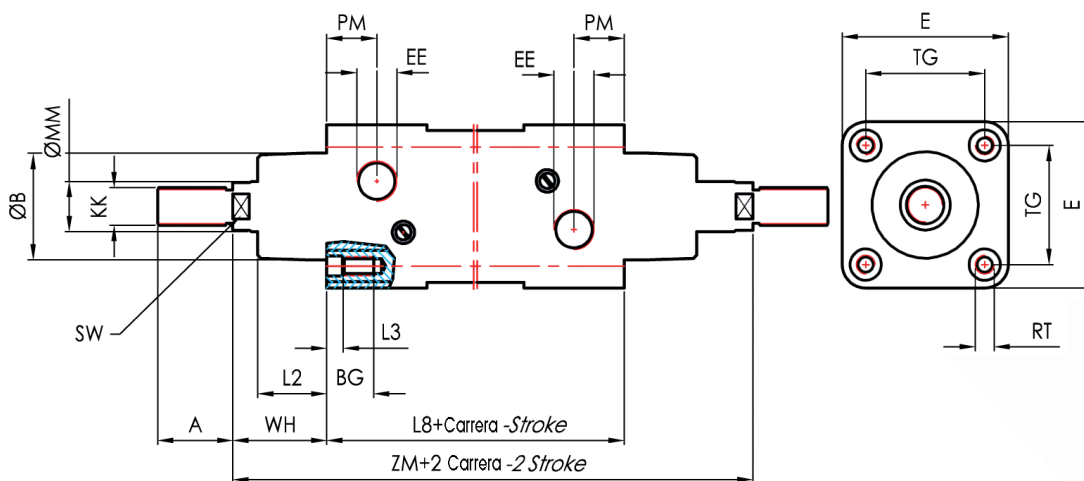 PM
PM
E
EE
EE
TG
ØMM
ØB
KK
TG
E
SW
L3
RT
L2
BG
A
WH
L8+Carrera -Stroke
ZM+2 Carrera -2 Stroke